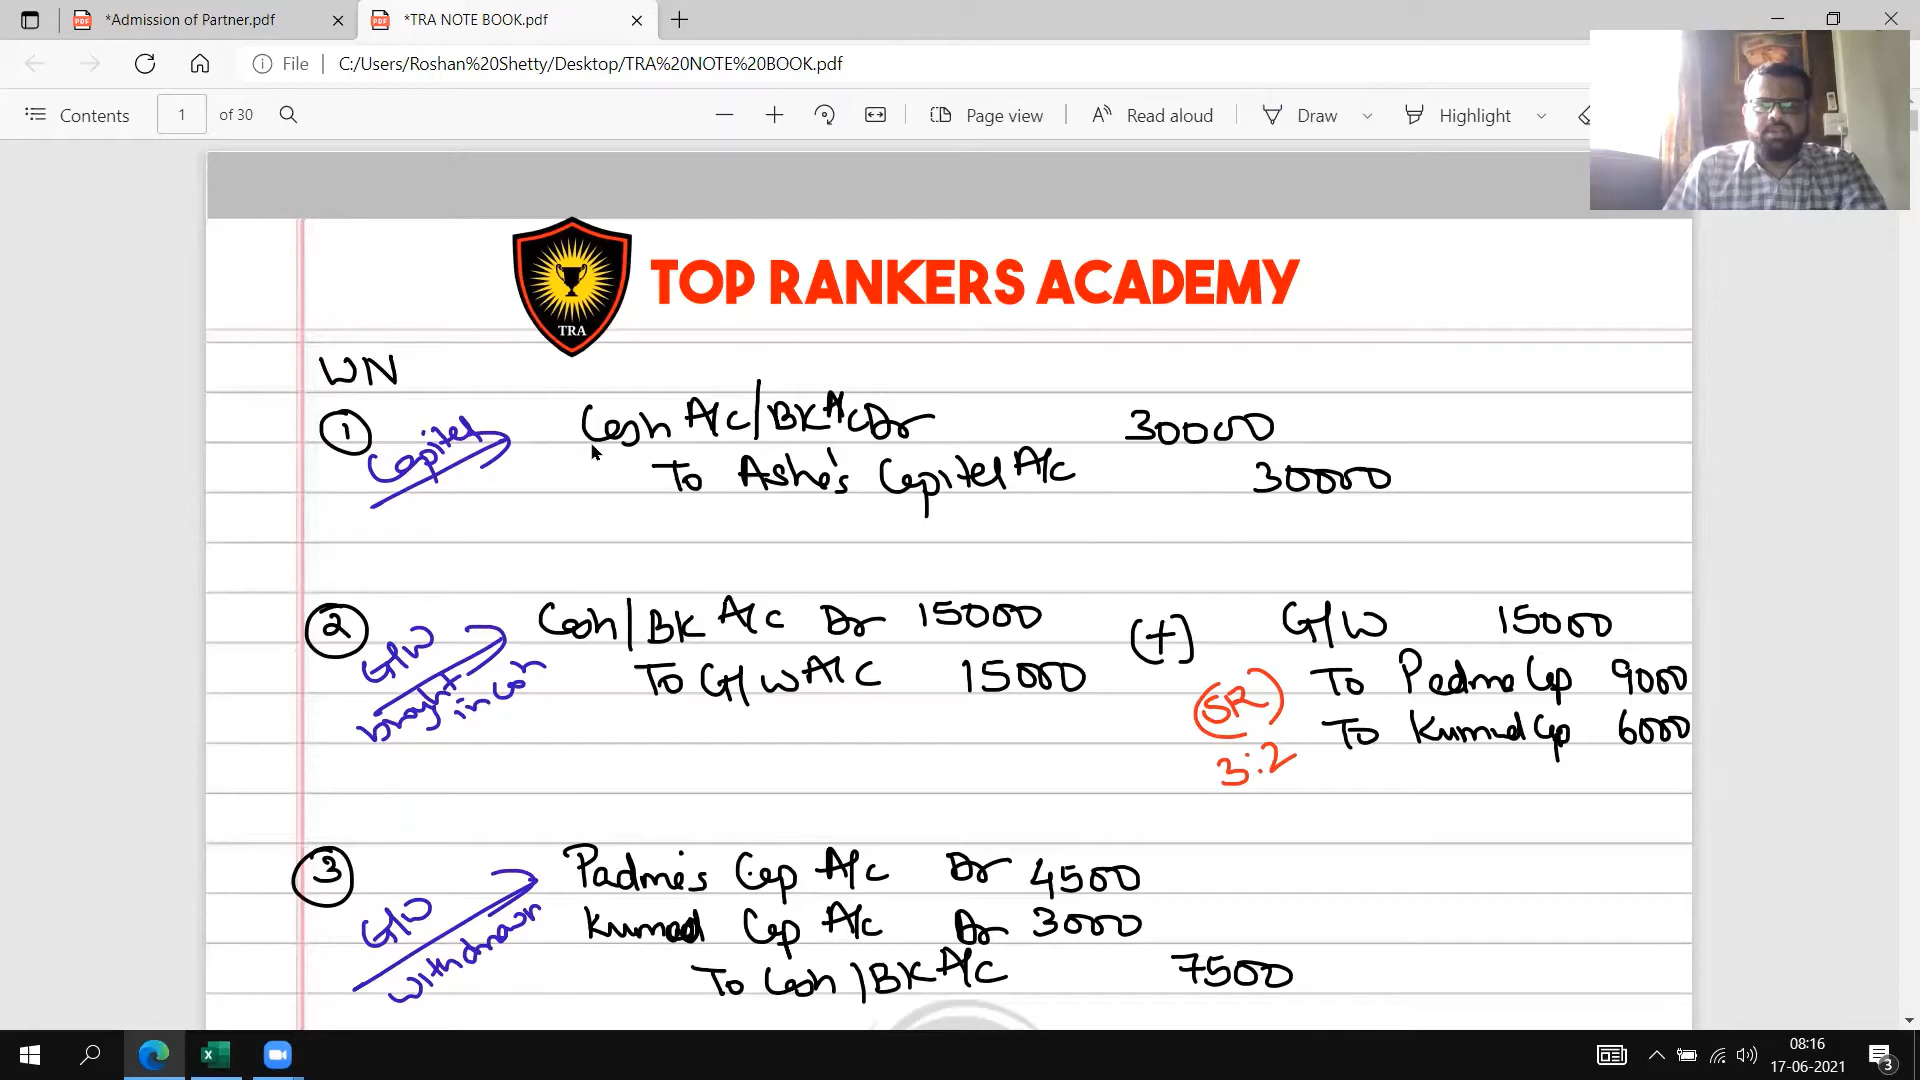 *Admission of Partner.pdf
*TRA NOTE BOOK.pdf
File
C:/Users/Roshan%20Shetty/Desktop/TRA%20NOTE%20BOOK.pdf
Contents
1
of 30
Page view
Read aloud
Draw
Highlight
TRA
TOP RANKERS ACADEMY
WN
1
Capital
Cash A/c/BK A/c Dr 30000
To Asha's Capital A/c 30000
2
G/W
brought in cash
Cash/BK A/c Dr 15000
To G/W A/c 15000
(+)
G/W 15000
To Padma Cap 9000
To Kumud Cap 6000
SR
3:2
3
G/W
withdrawn
Padma's Cap A/c Dr 4500
Kumud Cap A/c Dr 3000
To Cash/BK A/c 7500
08:16
17-06-2021
3